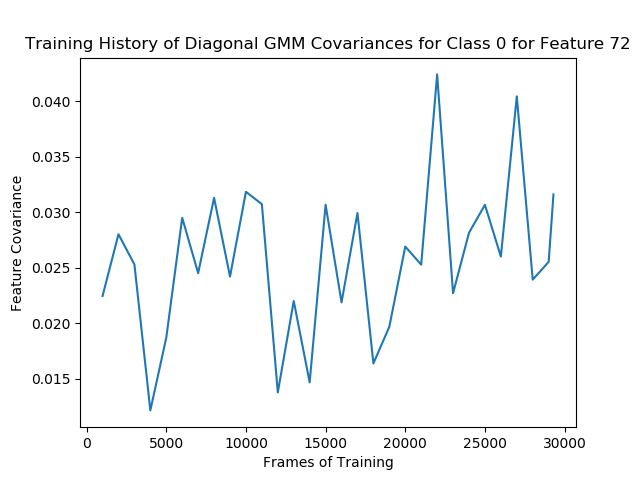 Training History of Diagonal GMM Covariances for Class 0 for Feature 72
0.040
0.035
0.030
0.025
0.020
0.015
Feature Covariance
0 5000 10000 15000 20000 25000 30000
Frames of Training